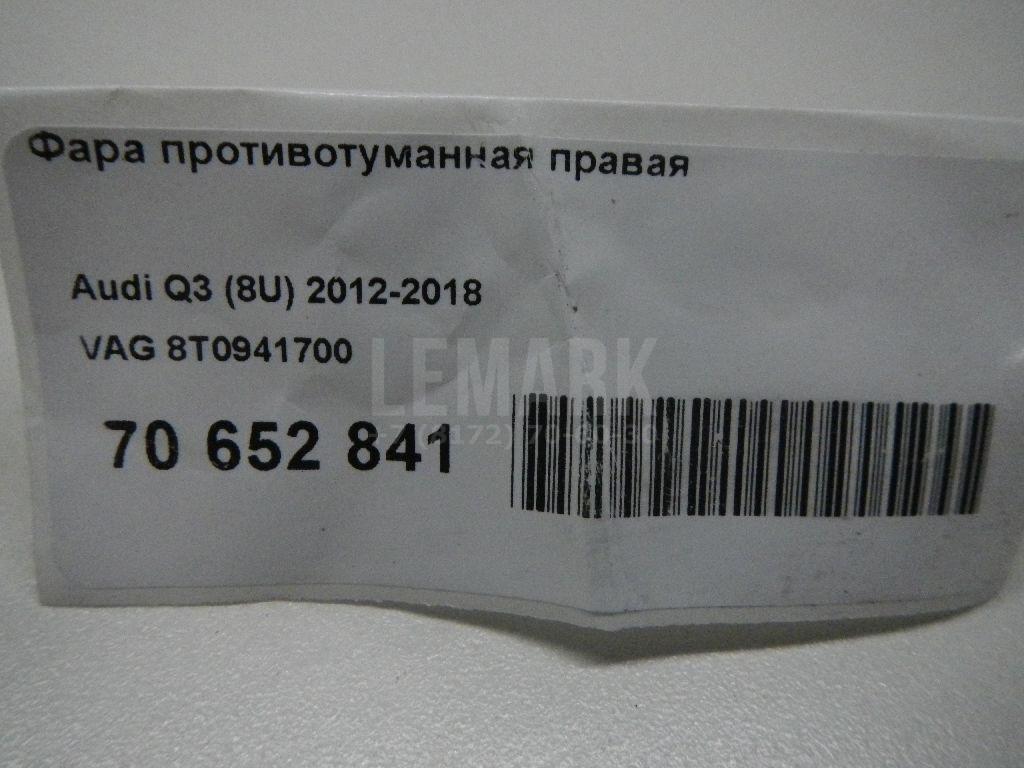 Фара противотуманная правая
Audi Q3 (8U) 2012-2018
VAG 8T0941700
LEMARK
70 652 841